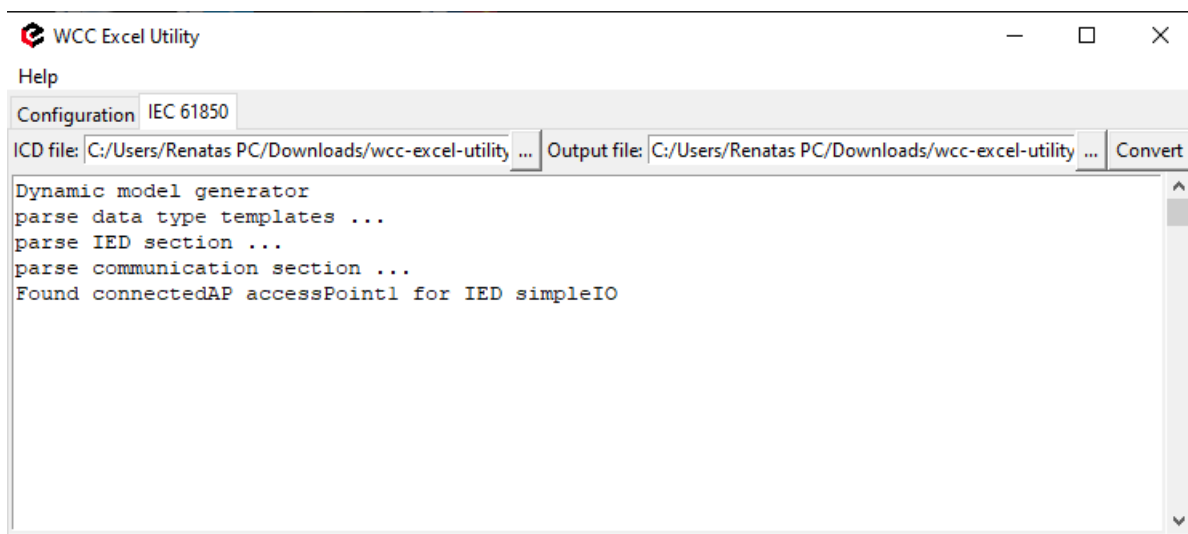 WCC Excel Utility
Help
Configuration IEC 61850
ICD file: C:/Users/Renatas PC/Downloads/wcc-excel-utility ... Output file: C:/Users/Renatas PC/Downloads/wcc-excel-utility ... Convert
Dynamic model generator
parse data type templates ...
parse IED section ...
parse communication section ...
Found connectedAP accessPoint1 for IED simpleIO